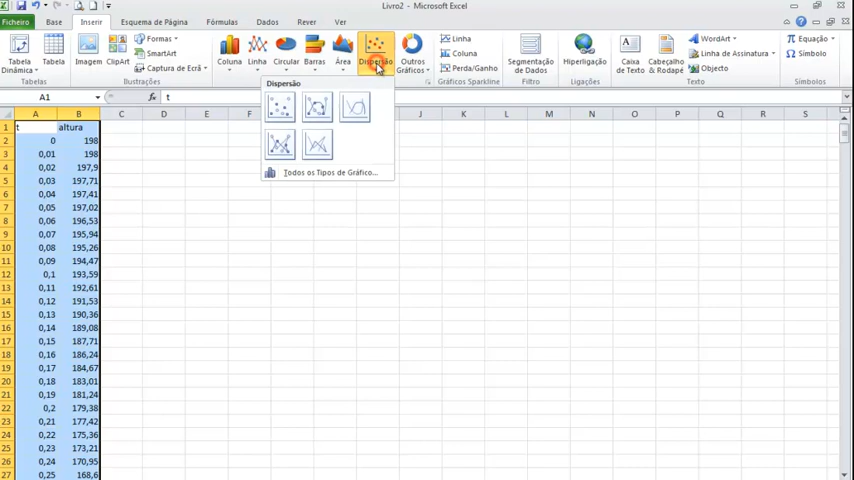 Livro2 - Microsoft Excel
Ficheiro Base Inserir Esquema de Página Fórmulas Dados Rever Ver
Tabela Dinâmica
Tabela
Imagem
ClipArt
Formas
SmartArt
Captura de Ecrã
Coluna
Linha
Circular
Barras
Área
Dispersão
Outros Gráficos
Linha
Coluna
Perda/Ganho
Segmentação de Dados
Hiperligação
Caixa de Texto
Cabeçalho e Rodapé
WordArt
Linha de Assinatura
Objecto
Equação
Símbolo
Tabelas Ilustrações Gráficos Sparkline Filtro Ligações Texto Símbolos
A1 fx t
Dispersão
Todos os Tipos de Gráfico...
A B C D E F J K L M N O P Q R S
1 t altura
2 0 198
3 0,01 198
4 0,02 197,9
5 0,03 197,71
6 0,04 197,41
7 0,05 197,02
8 0,06 196,53
9 0,07 195,94
10 0,08 195,26
11 0,09 194,47
12 0,1 193,59
13 0,11 192,61
14 0,12 191,53
15 0,13 190,36
16 0,14 189,08
17 0,15 187,71
18 0,16 186,24
19 0,17 184,67
20 0,18 183,01
21 0,19 181,24
22 0,2 179,38
23 0,21 177,42
24 0,22 175,36
25 0,23 173,21
26 0,24 170,95
27 0,25 168,6